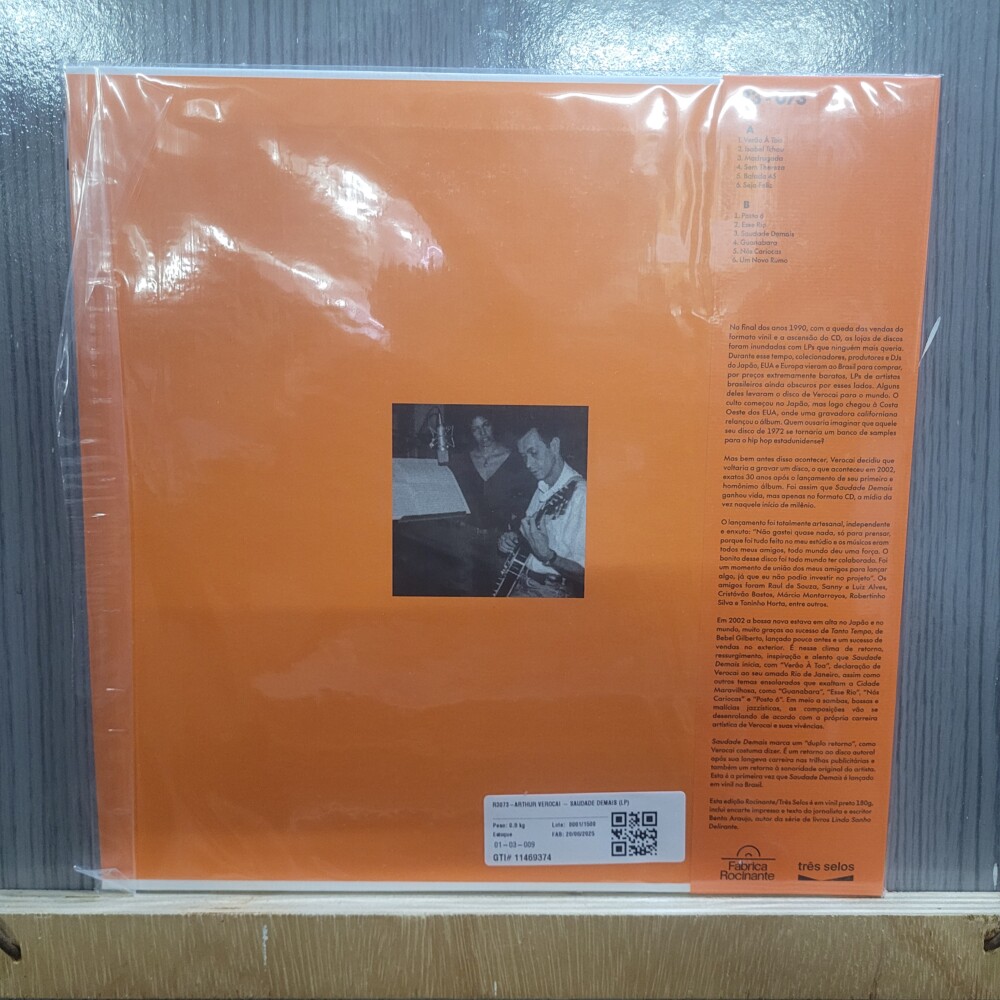 073
A
1. Verão À Toa
2. Isabel Tchau
3. Madrugada
4. Sem Thereza
5. Balada 45
6. Seja Feliz
B
1. Posto 6
2. Esse Rio
3. Saudade Demais
4. Guanabara
5. Nós Cariocas
6. Um Novo Rumo
No final dos anos 1990, com a queda das vendas do
formato vinil e a ascensão do CD, as lojas de discos
foram inundadas com LPs que ninguém mais queria.
Durante esse tempo, colecionadores, produtores e DJs
do Japão, EUA e Europa vieram ao Brasil para comprar,
por preços extremamente baratos, LPs de artistas
brasileiros ainda obscuros por esses lados. Alguns
deles levaram o disco de Verocai para o mundo. O
culto começou no Japão, mas logo chegou à Costa
Oeste dos EUA, onde uma gravadora californiana
relançou o álbum. Quem ousaria imaginar que aquele
seu disco de 1972 se tornaria um banco de samples
para o hip hop estadunidense?
Mas bem antes disso acontecer, Verocai decidiu que
voltaria a gravar um disco, o que aconteceu em 2002,
exatos 30 anos após o lançamento de seu primeiro e
homônimo álbum. Foi assim que Saudade Demais
ganhou vida, mas apenas no formato CD, a mídia da
vez naquele início de milênio.
O lançamento foi totalmente artesanal, independente
e enxuto: "Não gastei quase nada, só para prensar,
porque foi tudo feito no meu estúdio e os músicos eram
todos meus amigos, todo mundo deu uma força. O
bonito desse disco foi todo mundo ter colaborado. Foi
um momento de união dos meus amigos para lançar
algo, já que eu não podia investir no projeto". Os
amigos foram Raul de Souza, Sanny e Luiz Alves,
Cristóvão Bastos, Márcio Montarroyos, Robertinho
Silva e Toninho Horta, entre outros.
Em 2002 a bossa nova estava em alta no Japão e no
mundo, muito graças ao sucesso de Tanto Tempo, de
Bebel Gilberto, lançado pouco antes e um sucesso de
vendas no exterior. É nesse clima de retorno,
ressurgimento, inspiração e alento que Saudade
Demais inicia, com "Verão À Toa", declaração de
Verocai ao seu amado Rio de Janeiro, assim como
outros temas ensolarados que exaltam a Cidade
Maravilhosa, como "Guanabara", "Esse Rio", "Nós
Cariocas" e "Posto 6". Em meio a sambas, bossas e
malícias jazzísticas, as composições vão se
desenrolando de acordo com a própria carreira
artística de Verocai e suas vivências.
Saudade Demais marca um "duplo retorno", como
Verocai costuma dizer. É um retorno ao disco autoral
após sua longeva carreira nas trilhas publicitárias e
também um retorno à sonoridade original do artista.
Esta é a primeira vez que Saudade Demais é lançado
em vinil no Brasil.
Esta edição Rocinante/Três Selos é em vinil preto 180g,
inclui encarte impresso e texto do jornalista e escritor
Bento Araujo, autor da série de livros Lindo Sonho
Delirante.
R3073-ARTHUR VEROCAI - SAUDADE DEMAIS (LP)
Peso: 0.0 kg Lote: 0001/1500
Estoque FAB: 20/05/2025
01-03-009
GTI# 11469374
Fábrica
Rocinante
três selos